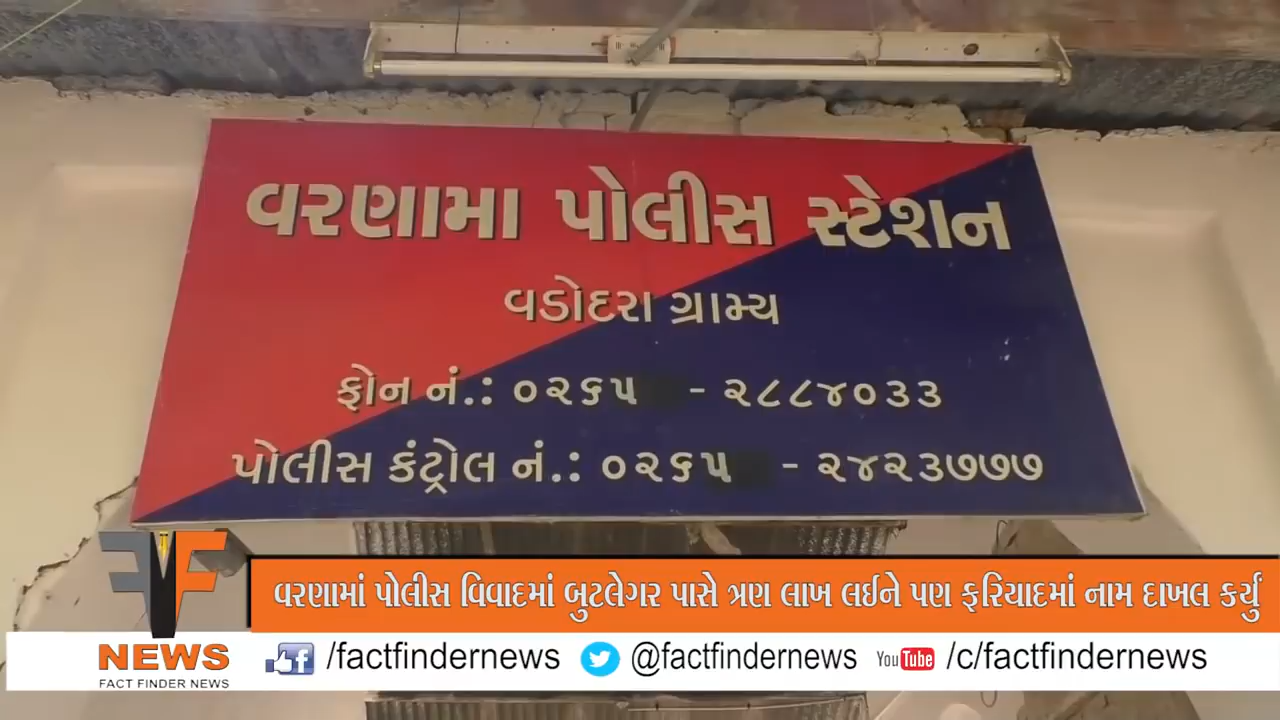 વરણામા પોલીસ સ્ટેશન
વડોદરા ગ્રામ્ય
ફોન નં.: ૦૨૬૫ - ૨૮૮૪૦૩૩
પોલીસ કંટ્રોલ નં.: ૦૨૬૫ - ૨૪૨૩૭૭૭
વરણામાં પોલીસ વિવાદમાં બુટલેગર પાસે ત્રણ લાખ લઈને પણ ફરિયાદમાં નામ દાખલ કર્યું
FF
NEWS
FACT FINDER NEWS
/factfindernews @factfindernews YouTube /c/factfindernews